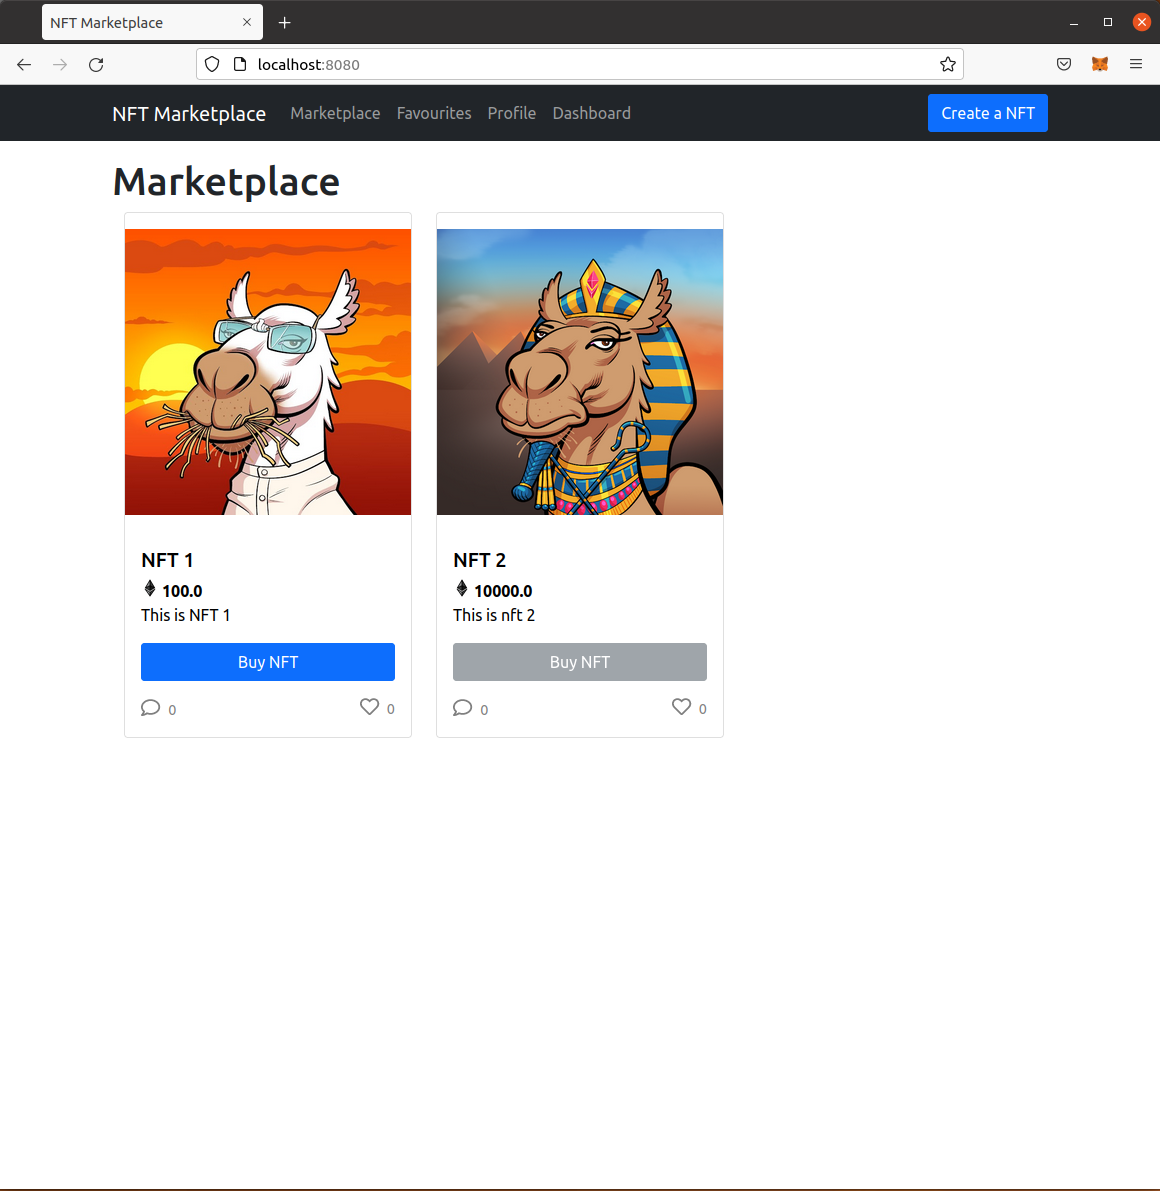 NFT Marketplace
localhost:8080
NFT Marketplace Marketplace Favourites Profile Dashboard Create a NFT
Marketplace
NFT 1
100.0
This is NFT 1
Buy NFT
0 0
NFT 2
10000.0
This is nft 2
Buy NFT
0 0